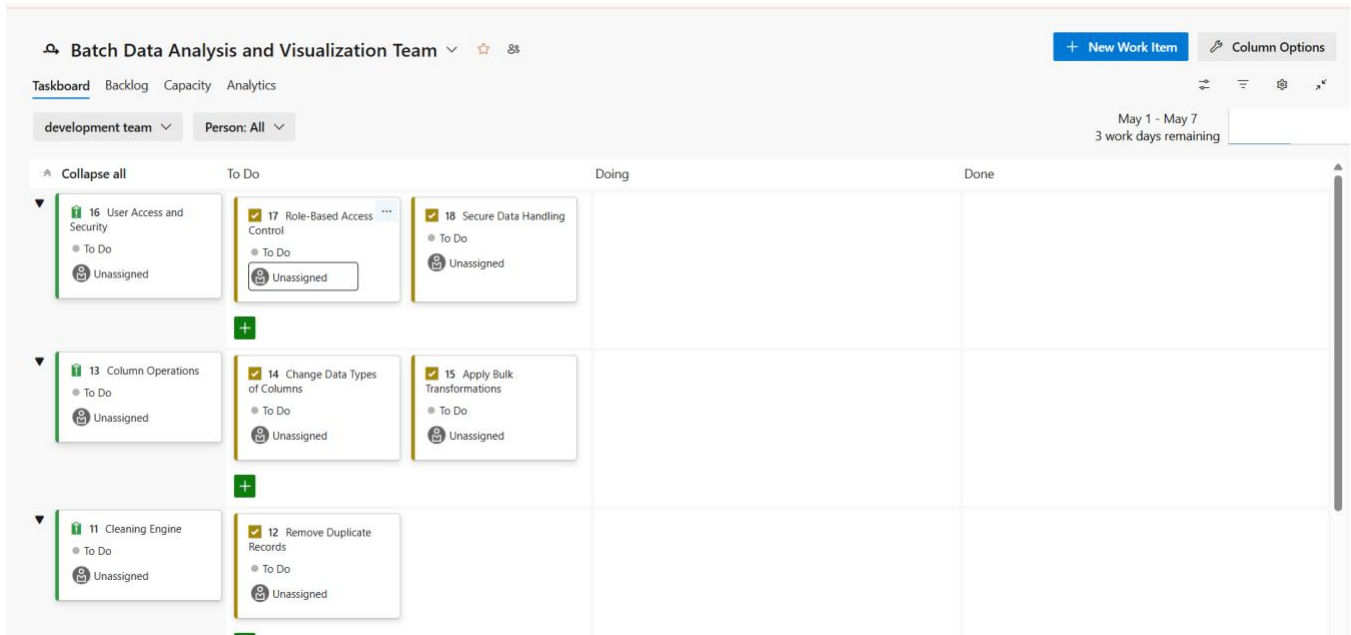 Batch Data Analysis and Visualization Team
New Work Item
Column Options
Taskboard Backlog Capacity Analytics
development team Person: All
May 1 - May 7
3 work days remaining
Collapse all To Do Doing Done
16 User Access and
Security
To Do
Unassigned
17 Role-Based Access
Control
To Do
Unassigned
18 Secure Data Handling
To Do
Unassigned
13 Column Operations
To Do
Unassigned
14 Change Data Types
of Columns
To Do
Unassigned
15 Apply Bulk
Transformations
To Do
Unassigned
11 Cleaning Engine
To Do
Unassigned
12 Remove Duplicate
Records
To Do
Unassigned